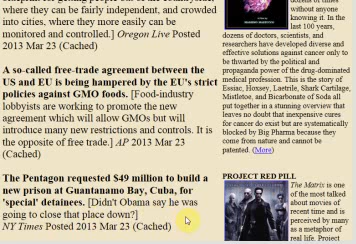 where they can be fairly independent, and crowded
into cities, where they more easily can be
monitored and controlled.] Oregon Live Posted
2013 Mar 23 (Cached)
A so-called free-trade agreement between the
US and EU is being hampered by the EU's strict
policies against GMO foods. [Food-industry
lobbyists are working to promote the new
agreement which will allow GMOs but will
introduce many new restrictions and controls. It is
the opposite of free trade.] AP 2013 Mar 23
(Cached)
The Pentagon requested $49 million to build a
new prison at Guantanamo Bay, Cuba, for
'special' detainees. [Didn't Obama say he was
going to close that place down?]
NY Times Posted 2013 Mar 23 (Cached)
without anyone
knowing it. In the
last 100 years,
dozens of doctors, scientists, and
researchers have developed diverse and
effective solutions against cancer only to
be thwarted by the political and
propaganda power of the drug-dominated
medical profession. This is the story of
Essiac, Hoxsey, Laetrile, Shark Cartilage,
Mistletoe, and Bicarbonate of Soda all
put together in a stunning overview that
leaves no doubt that inexpensive cures
for cancer do exist but are systematically
blocked by Big Pharma because they
come from nature and cannot be
patented. (More)
PROJECT RED PILL
The Matrix is one
of the most talked
about movies of
recent time and is
perceived by many
as a metaphor of
real life. Project